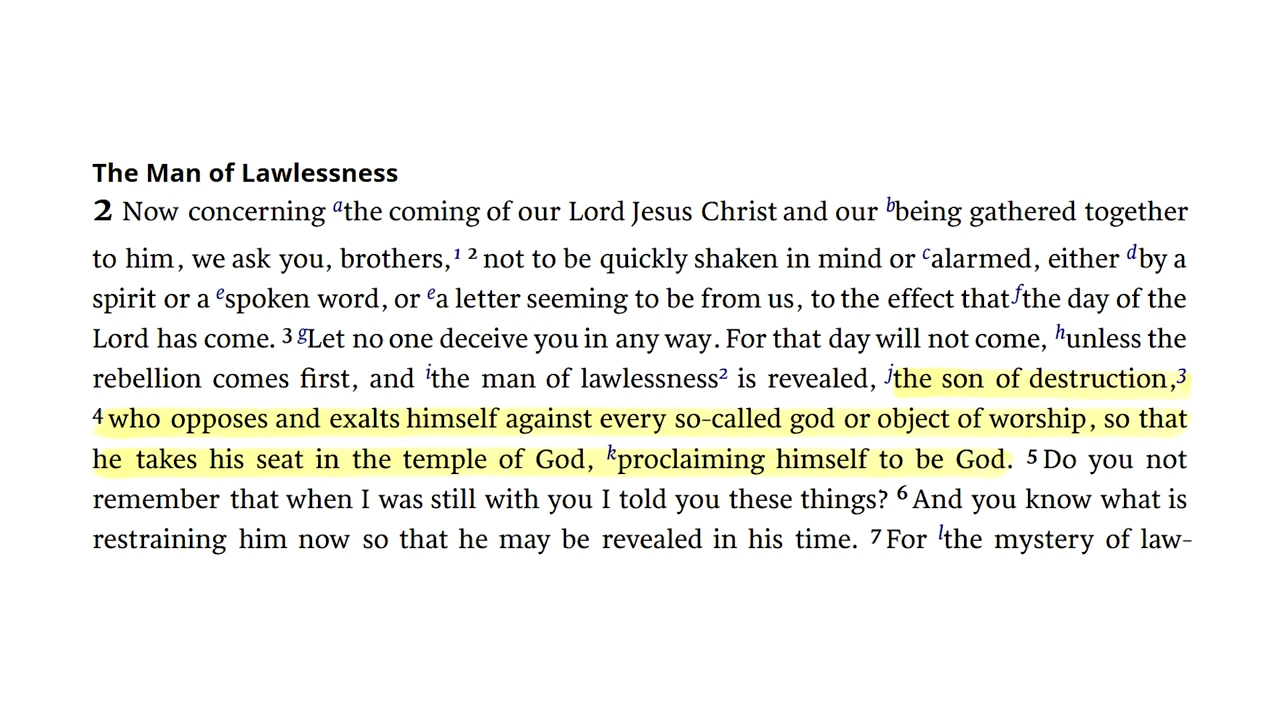 The Man of Lawlessness
2 Now concerning athe coming of our Lord Jesus Christ and our bbeing gathered together
to him, we ask you, brothers,1 2 not to be quickly shaken in mind or calarmed, either dby a
spirit or a espoken word, or ea letter seeming to be from us, to the effect that fthe day of the
Lord has come. 3 gLet no one deceive you in any way. For that day will not come, hunless the
rebellion comes first, and ithe man of lawlessness2 is revealed, jthe son of destruction,3
4 who opposes and exalts himself against every so-called god or object of worship, so that
he takes his seat in the temple of God, kproclaiming himself to be God. 5 Do you not
remember that when I was still with you I told you these things? 6 And you know what is
restraining him now so that he may be revealed in his time. 7 For lthe mystery of law-